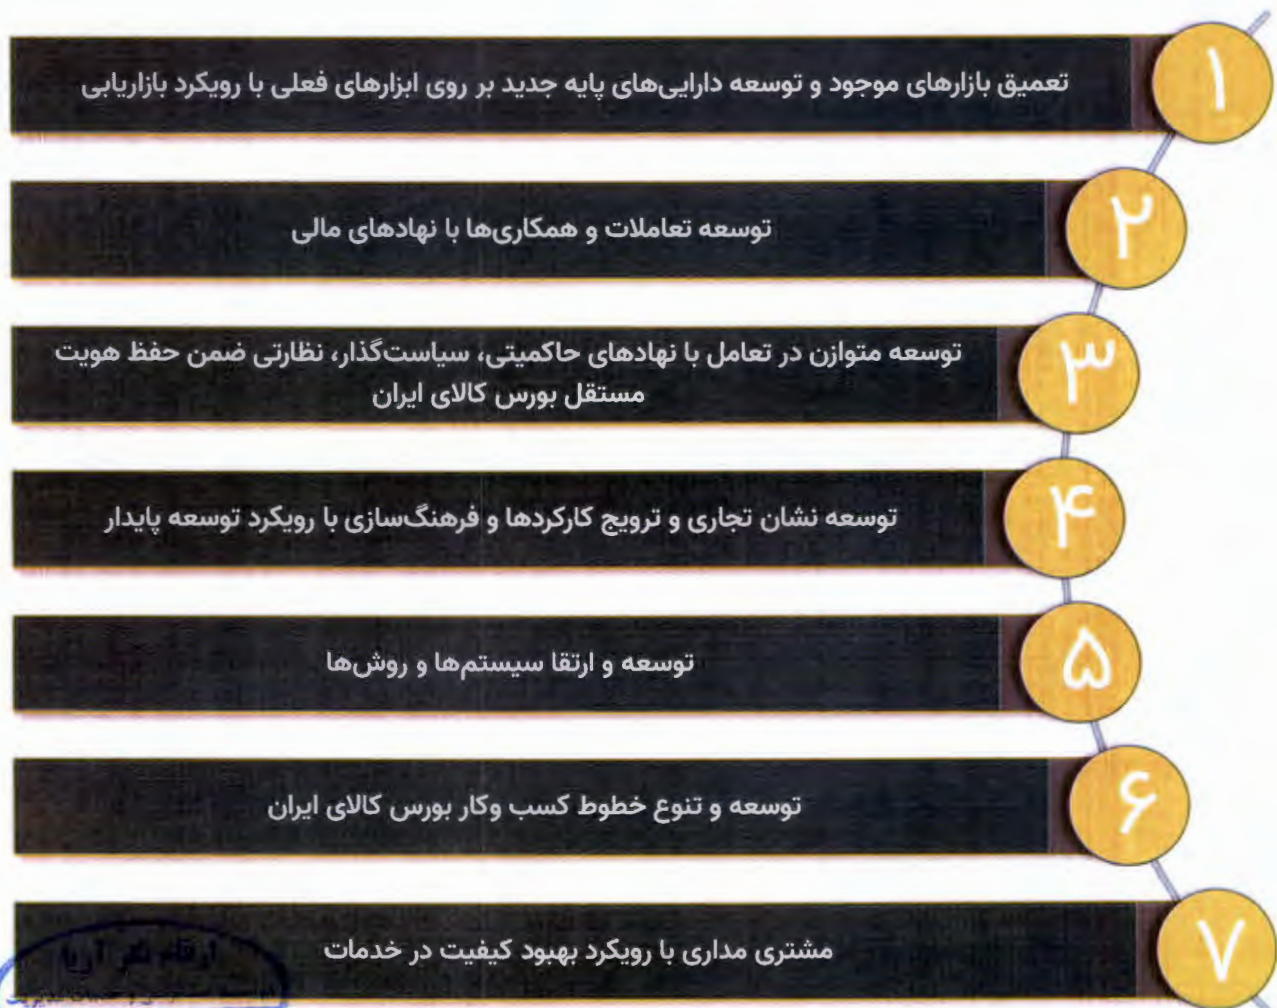 ۱
تعمیق بازارهای موجود و توسعه دارایی‌های پایه جدید بر روی ابزارهای فعلی با رویکرد بازاریابی
۲
توسعه تعاملات و همکاری‌ها با نهادهای مالی
۳
توسعه متوازن در تعامل با نهادهای حاکمیتی، سیاست‌گذار، نظارتی ضمن حفظ هویت
مستقل بورس کالای ایران
۴
توسعه نشان تجاری و ترویج کارکردها و فرهنگ‌سازی با رویکرد توسعه پایدار
۵
توسعه و ارتقا سیستم‌ها و روش‌ها
۶
توسعه و تنوع خطوط کسب وکار بورس کالای ایران
۷
مشتری مداری با رویکرد بهبود کیفیت در خدمات
ارقام نگر آریا